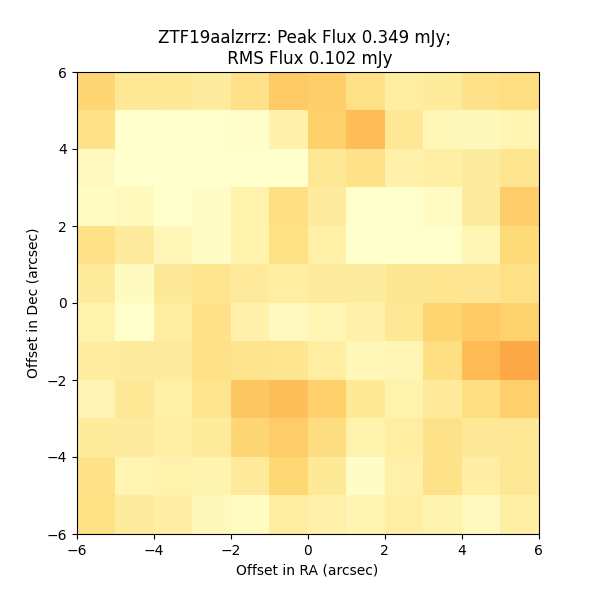 ZTF19aalzrrz: Peak Flux 0.349 mJy;
RMS Flux 0.102 mJy
6
4
2
0
−2
−4
−6
Offset in Dec (arcsec)
−6 −4 −2 0 2 4 6
Offset in RA (arcsec)